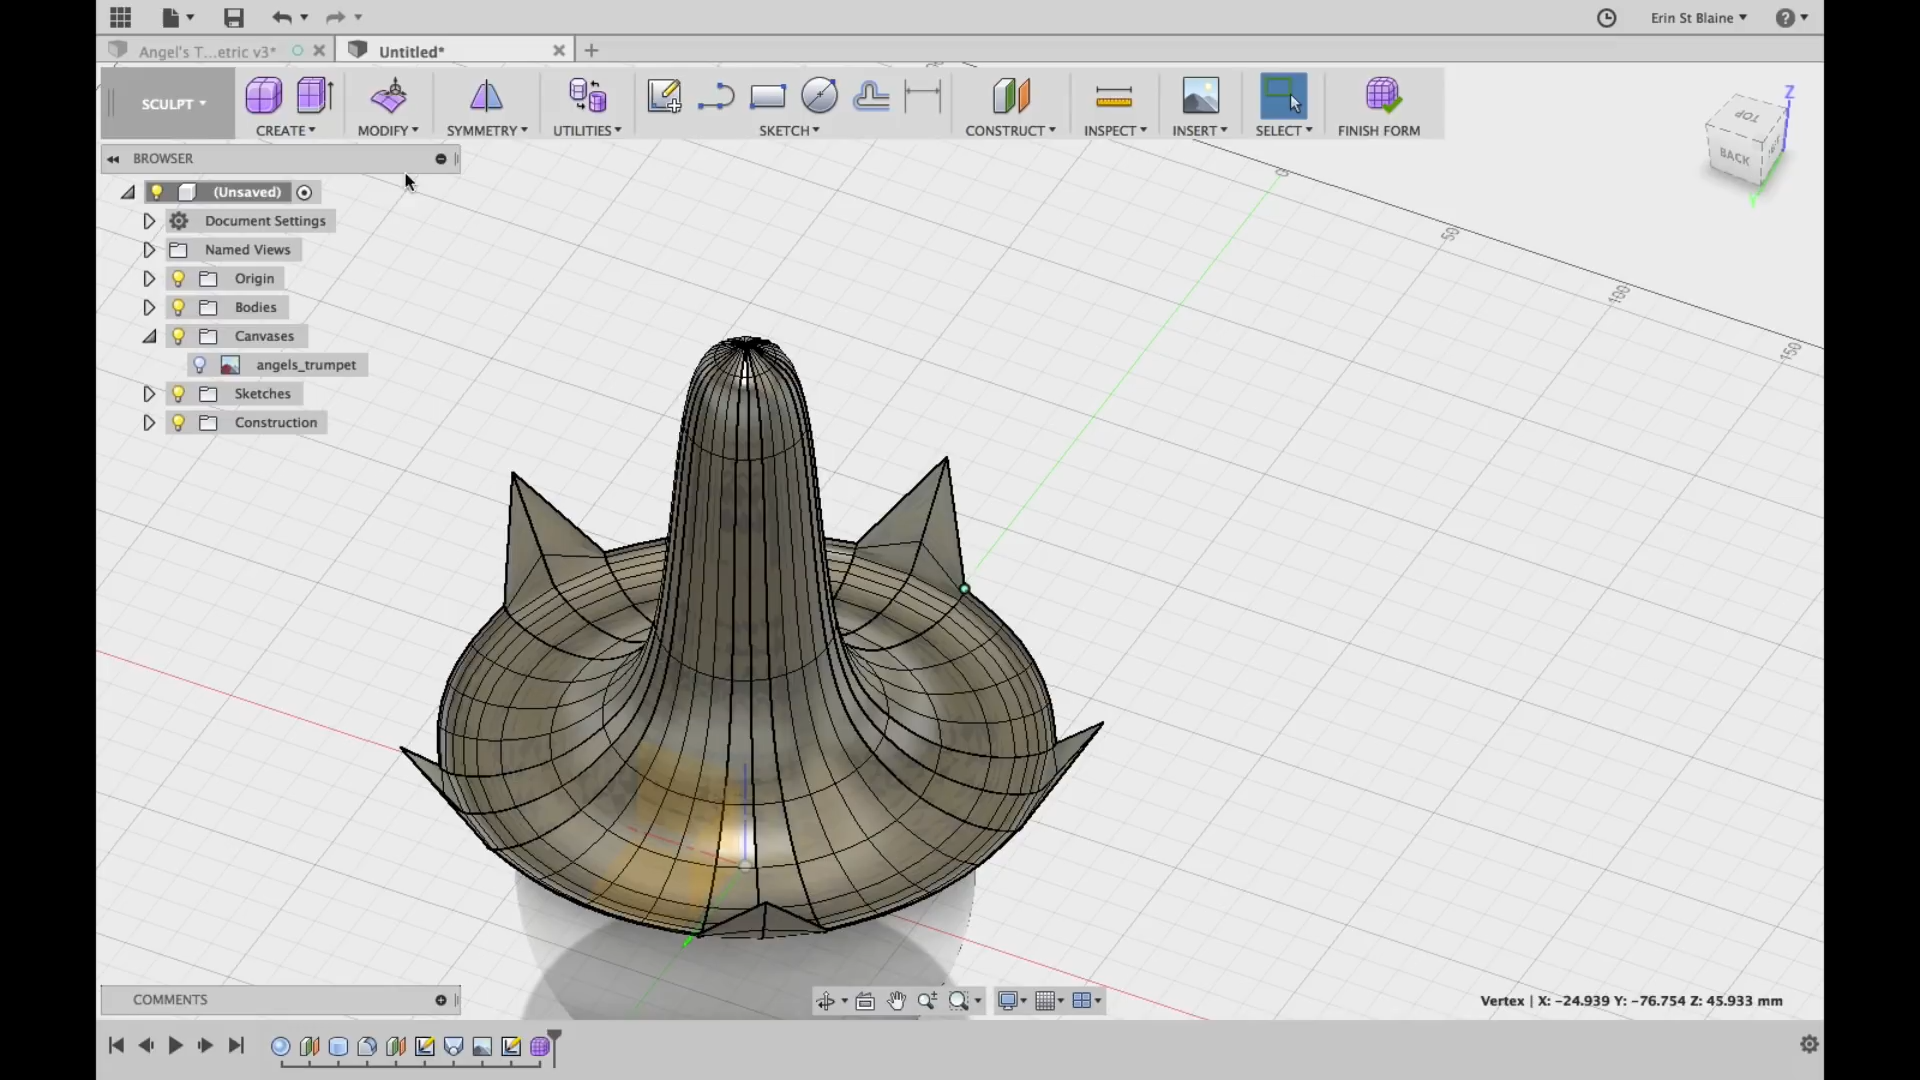 Erin St Blaine
Angel's T...etric v3*
Untitled*
SCULPT
CREATE
MODIFY
SYMMETRY
UTILITIES
SKETCH
CONSTRUCT
INSPECT
INSERT
SELECT
FINISH FORM
BROWSER
(Unsaved)
Document Settings
Named Views
Origin
Bodies
Canvases
angels_trumpet
Sketches
Construction
0
50
100
150
Z
TOP
BACK
Y
COMMENTS
Vertex | X: -24.939 Y: -76.754 Z: 45.933 mm